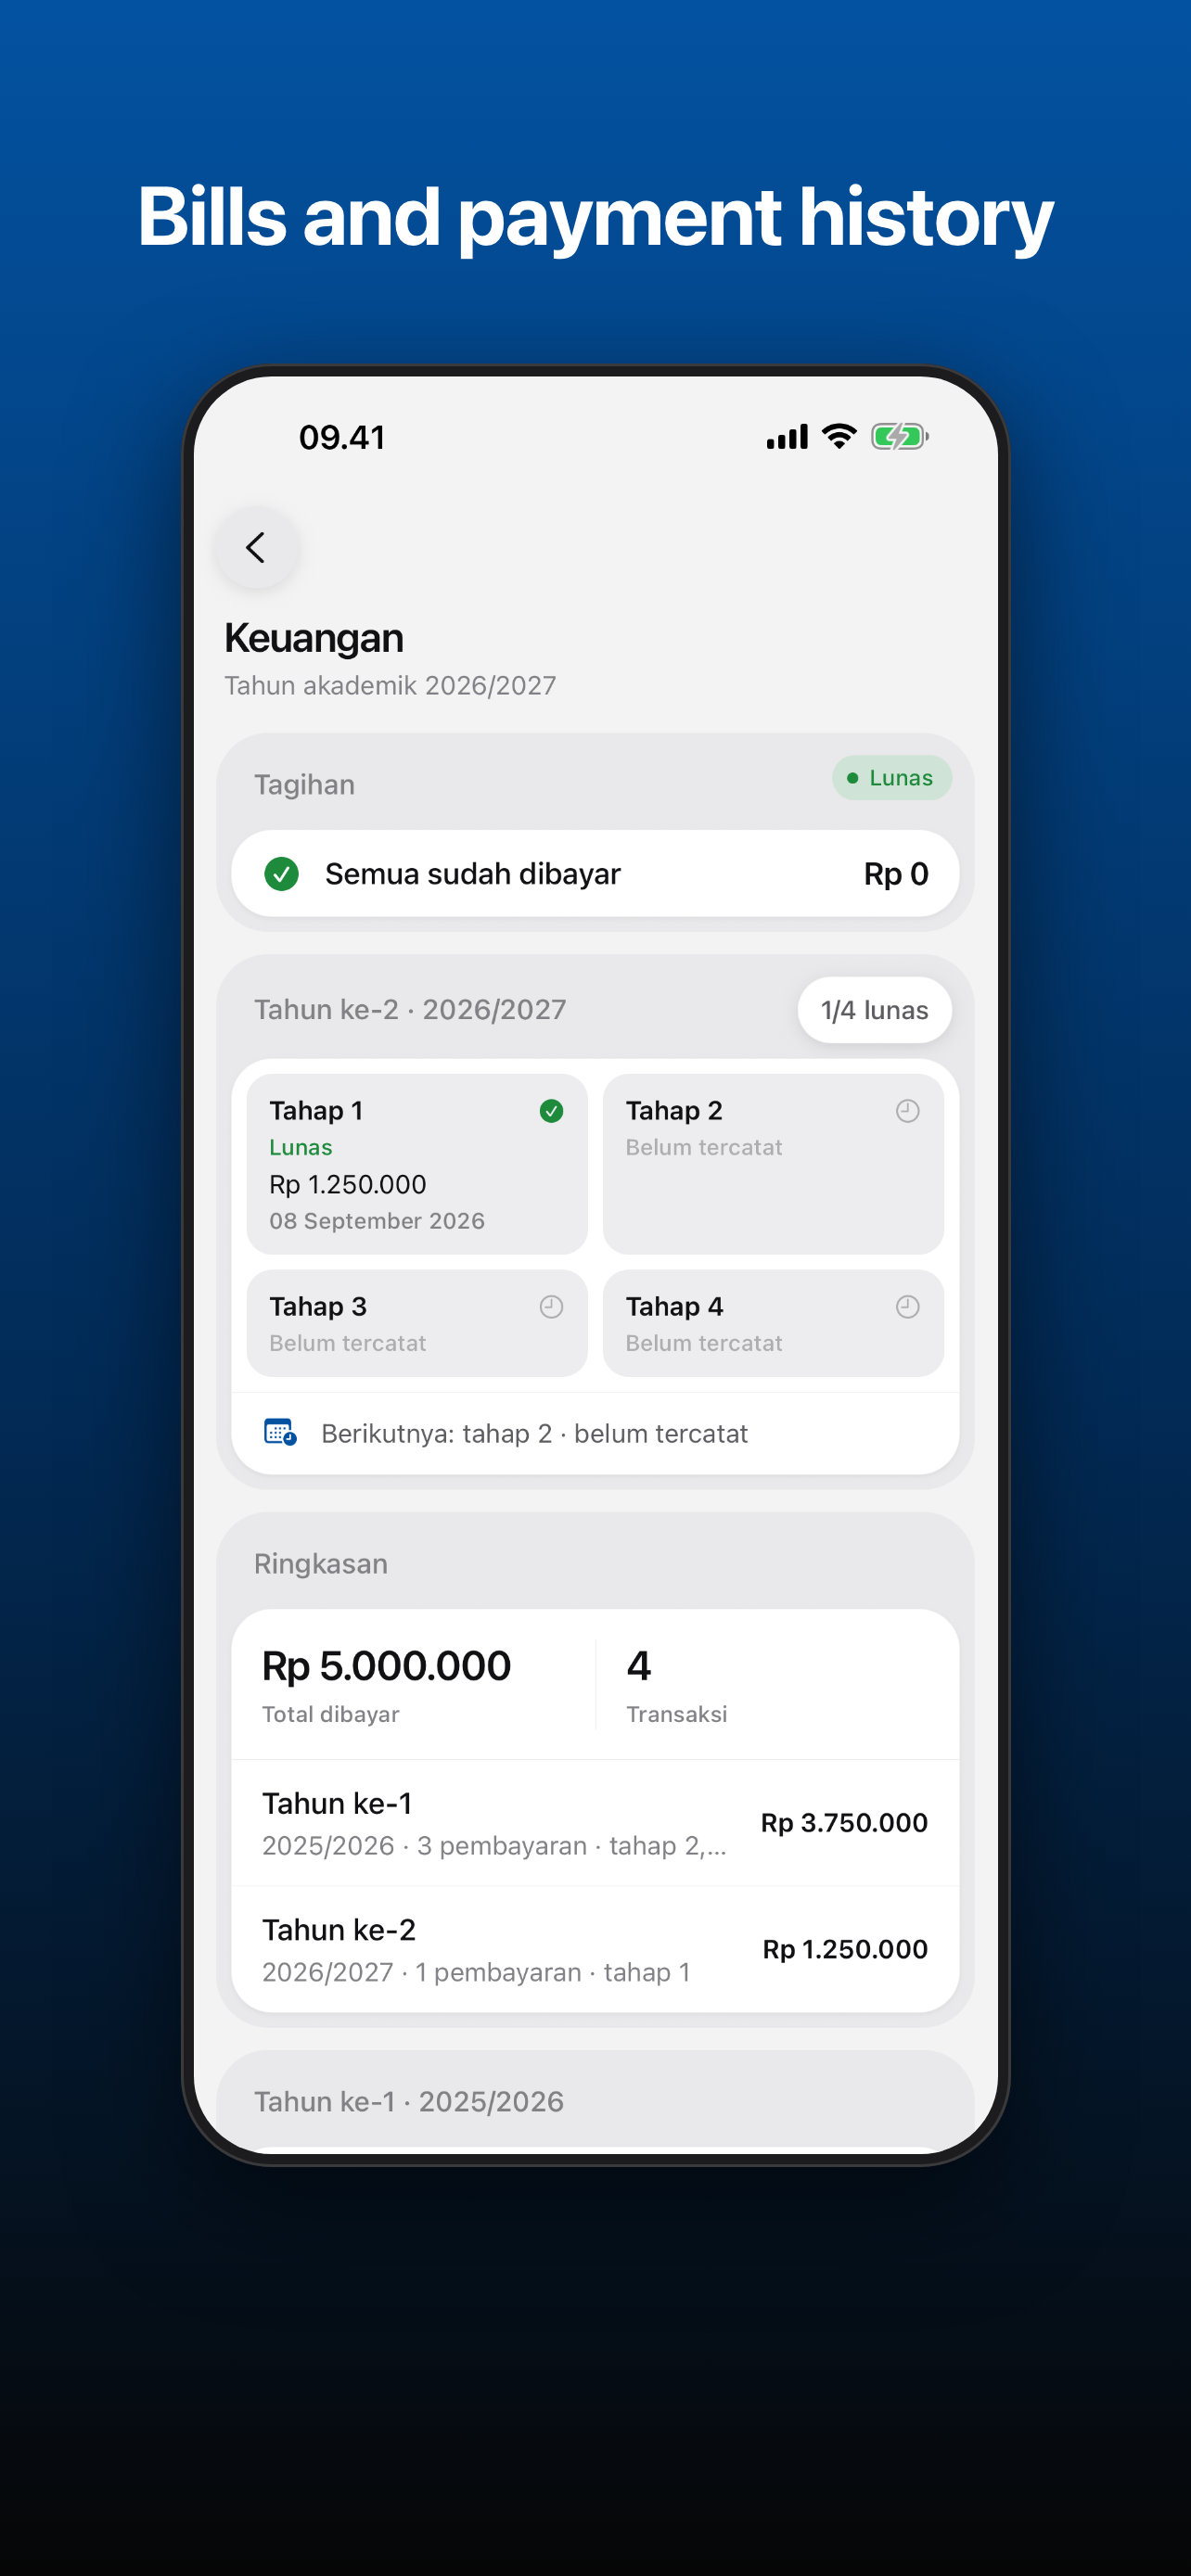 Bills and payment history
09.41
Keuangan
Tahun akademik 2026/2027
Tagihan
Lunas
Semua sudah dibayar
Rp 0
Tahun ke-2 · 2026/2027
1/4 lunas
Tahap 1
Lunas
Rp 1.250.000
08 September 2026
Tahap 2
Belum tercatat
Tahap 3
Belum tercatat
Tahap 4
Belum tercatat
Berikutnya: tahap 2 · belum tercatat
Ringkasan
Rp 5.000.000
Total dibayar
4
Transaksi
Tahun ke-1
2025/2026 · 3 pembayaran · tahap 2,...
Rp 3.750.000
Tahun ke-2
2026/2027 · 1 pembayaran · tahap 1
Rp 1.250.000
Tahun ke-1 · 2025/2026